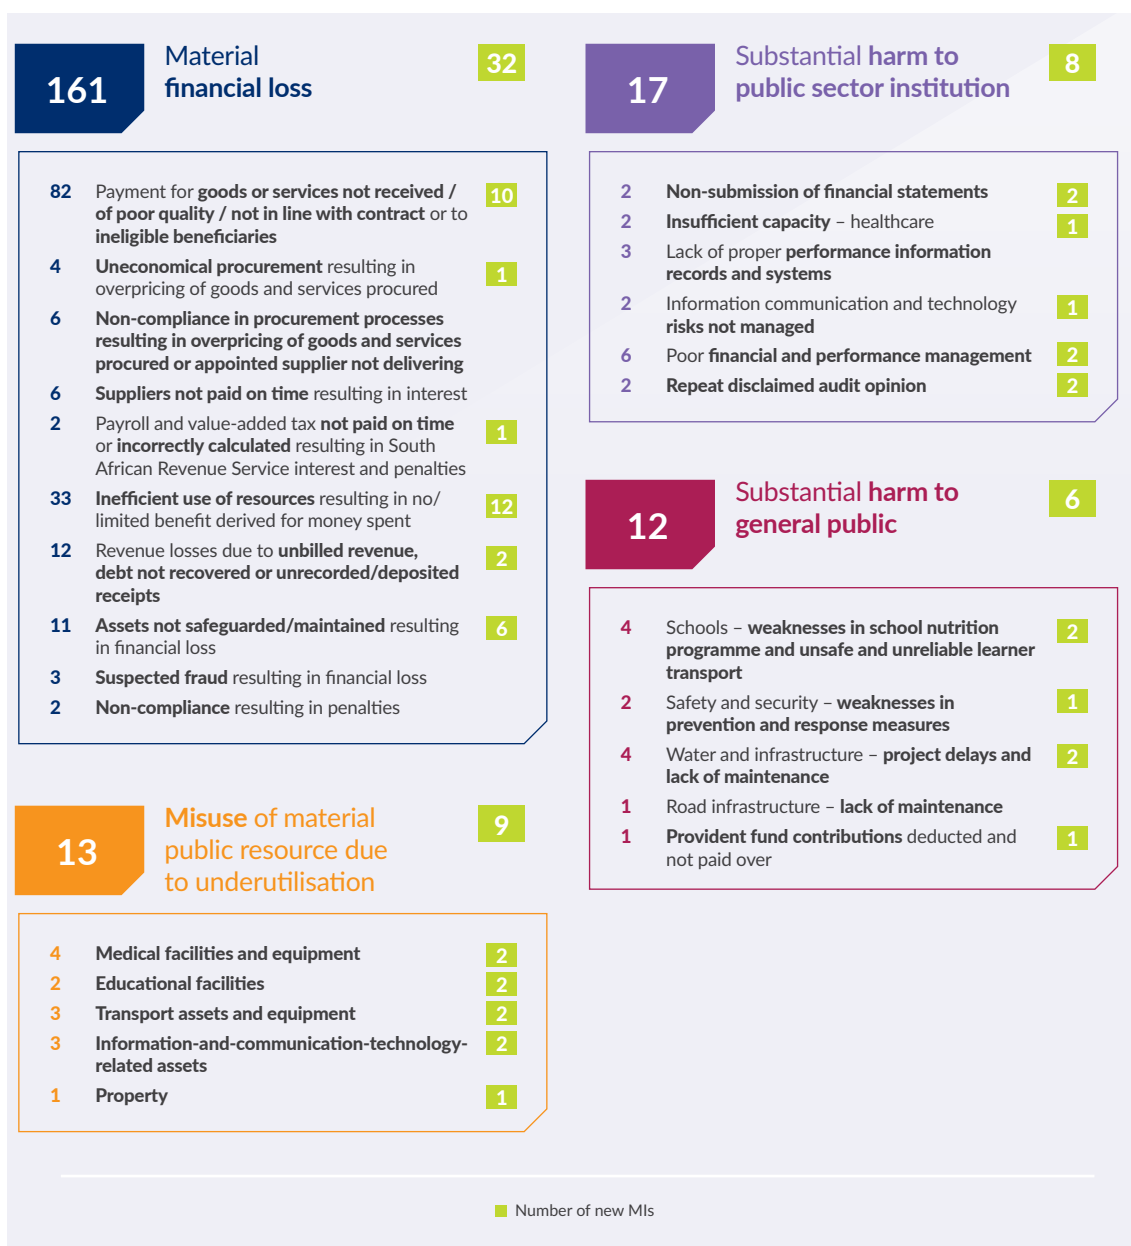 161
Material
financial loss
32
82 Payment for goods or services not received / 10
of poor quality / not in line with contract or to
ineligible beneficiaries
4 Uneconomical procurement resulting in 1
overpricing of goods and services procured
6 Non-compliance in procurement processes
resulting in overpricing of goods and services
procured or appointed supplier not delivering
6 Suppliers not paid on time resulting in interest
2 Payroll and value-added tax not paid on time 1
or incorrectly calculated resulting in South
African Revenue Service interest and penalties
33 Inefficient use of resources resulting in no/ 12
limited benefit derived for money spent
12 Revenue losses due to unbilled revenue, 2
debt not recovered or unrecorded/deposited
receipts
11 Assets not safeguarded/maintained resulting 6
in financial loss
3 Suspected fraud resulting in financial loss
2 Non-compliance resulting in penalties
13
Misuse of material
public resource due
to underutilisation
9
4 Medical facilities and equipment 2
2 Educational facilities 2
3 Transport assets and equipment 2
3 Information-and-communication-technology- 2
related assets
1 Property 1
17
Substantial harm to
public sector institution
8
2 Non-submission of financial statements 2
2 Insufficient capacity – healthcare 1
3 Lack of proper performance information
records and systems
2 Information communication and technology 1
risks not managed
6 Poor financial and performance management 2
2 Repeat disclaimed audit opinion 2
12
Substantial harm to
general public
6
4 Schools – weaknesses in school nutrition 2
programme and unsafe and unreliable learner
transport
2 Safety and security – weaknesses in 1
prevention and response measures
4 Water and infrastructure – project delays and 2
lack of maintenance
1 Road infrastructure – lack of maintenance
1 Provident fund contributions deducted and 1
not paid over
Number of new MIs